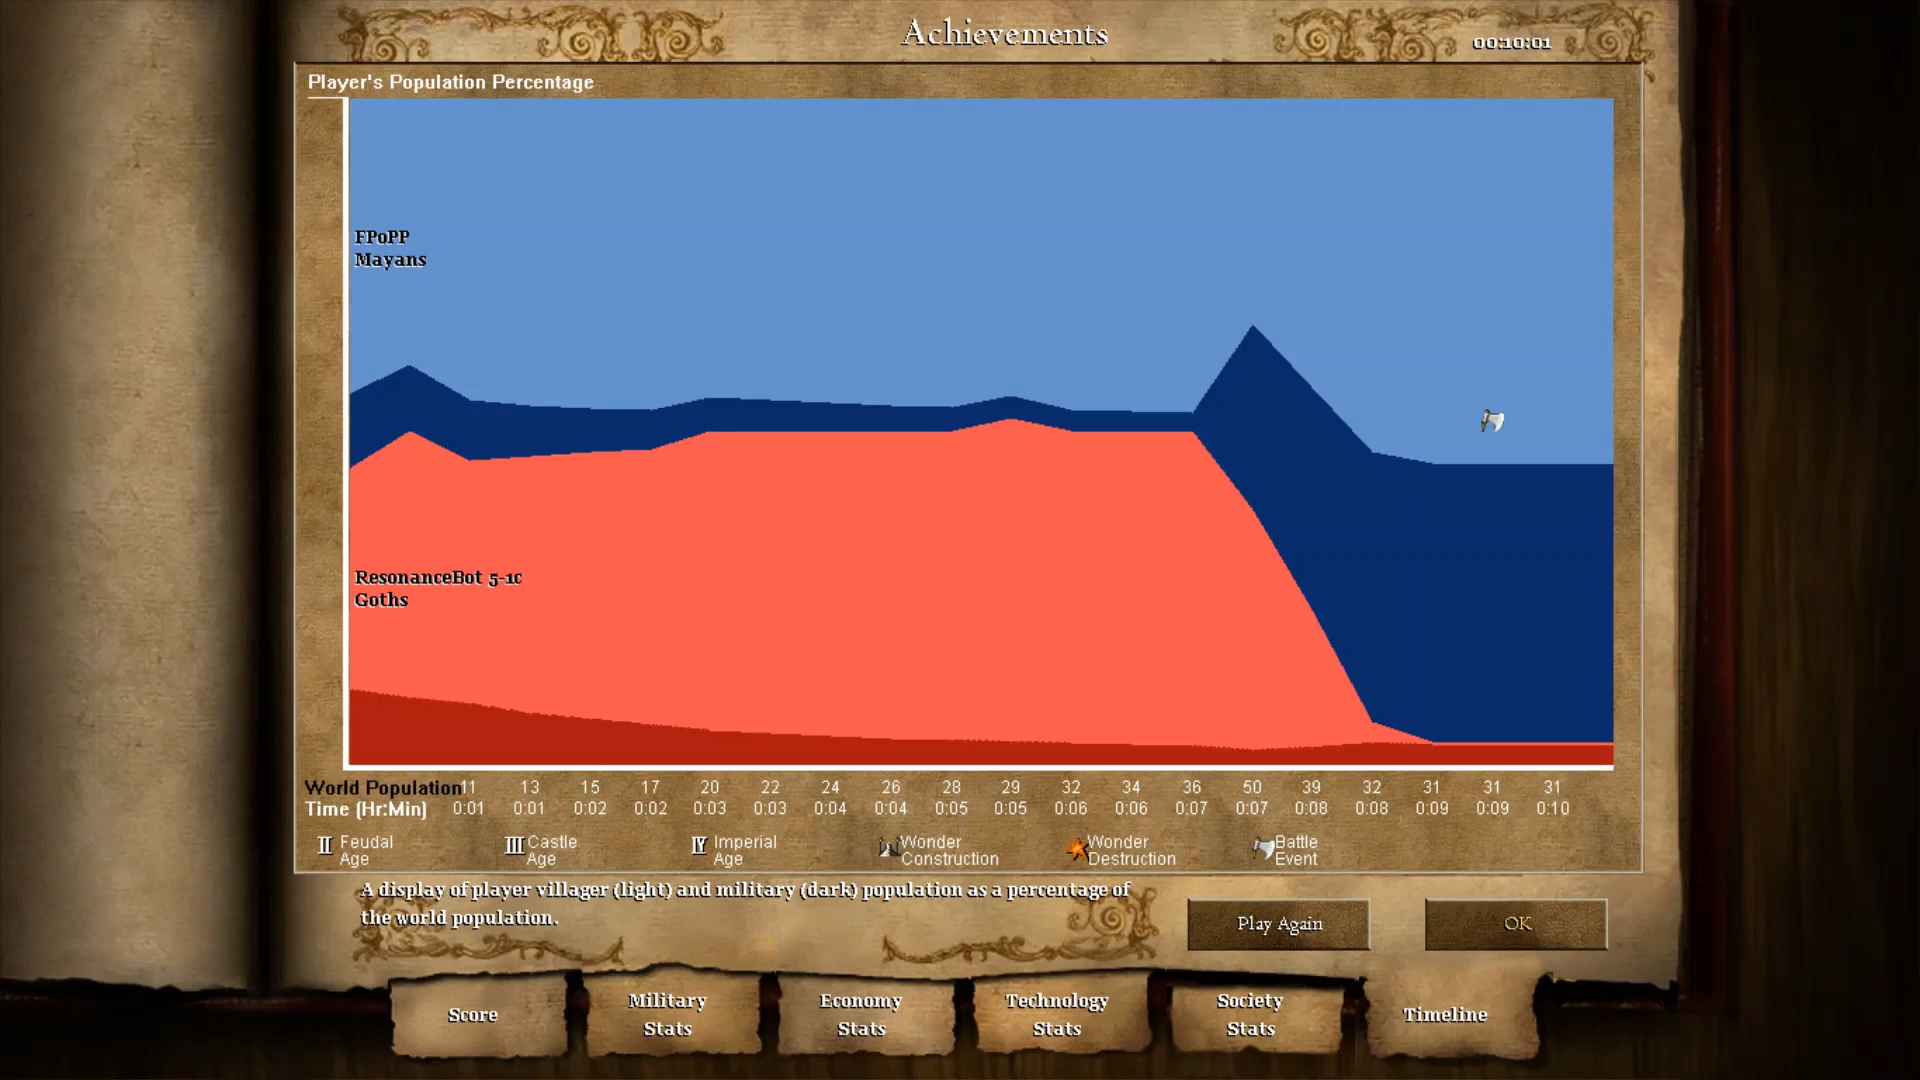 Achievements
00:10:01
Player's Population Percentage
FPoPP
Mayans
ResonanceBot 5-1c
Goths
World Population 11 13 15 17 20 22 24 26 28 29 32 34 36 50 39 32 31 31 31
Time (Hr:Min) 0:01 0:01 0:02 0:02 0:03 0:03 0:04 0:04 0:05 0:05 0:06 0:06 0:07 0:07 0:08 0:08 0:09 0:09 0:10
II Feudal Age
III Castle Age
IV Imperial Age
Wonder Construction
Wonder Destruction
Battle Event
A display of player villager (light) and military (dark) population as a percentage of
the world population.
Play Again
OK
Score
Military
Stats
Economy
Stats
Technology
Stats
Society
Stats
Timeline